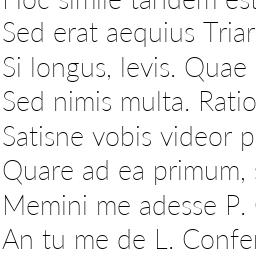 Hoc simile tandem est
Sed erat aequius Triar
Si longus, levis. Quae
Sed nimis multa. Ratio
Satisne vobis videor p
Quare ad ea primum,
Memini me adesse P.
An tu me de L. Confer